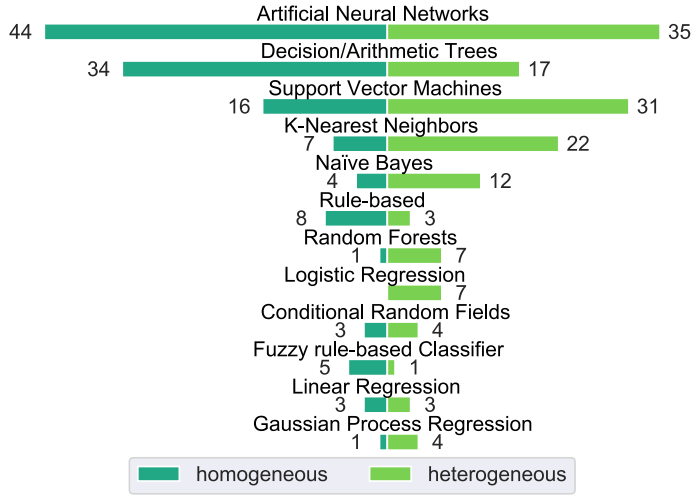 Artificial Neural Networks
44 35
Decision/Arithmetic Trees
34 17
Support Vector Machines
16 31
K-Nearest Neighbors
7 22
Naïve Bayes
4 12
Rule-based
8 3
Random Forests
1 7
Logistic Regression
7
Conditional Random Fields
3 4
Fuzzy rule-based Classifier
5 1
Linear Regression
3 3
Gaussian Process Regression
1 4
homogeneous heterogeneous